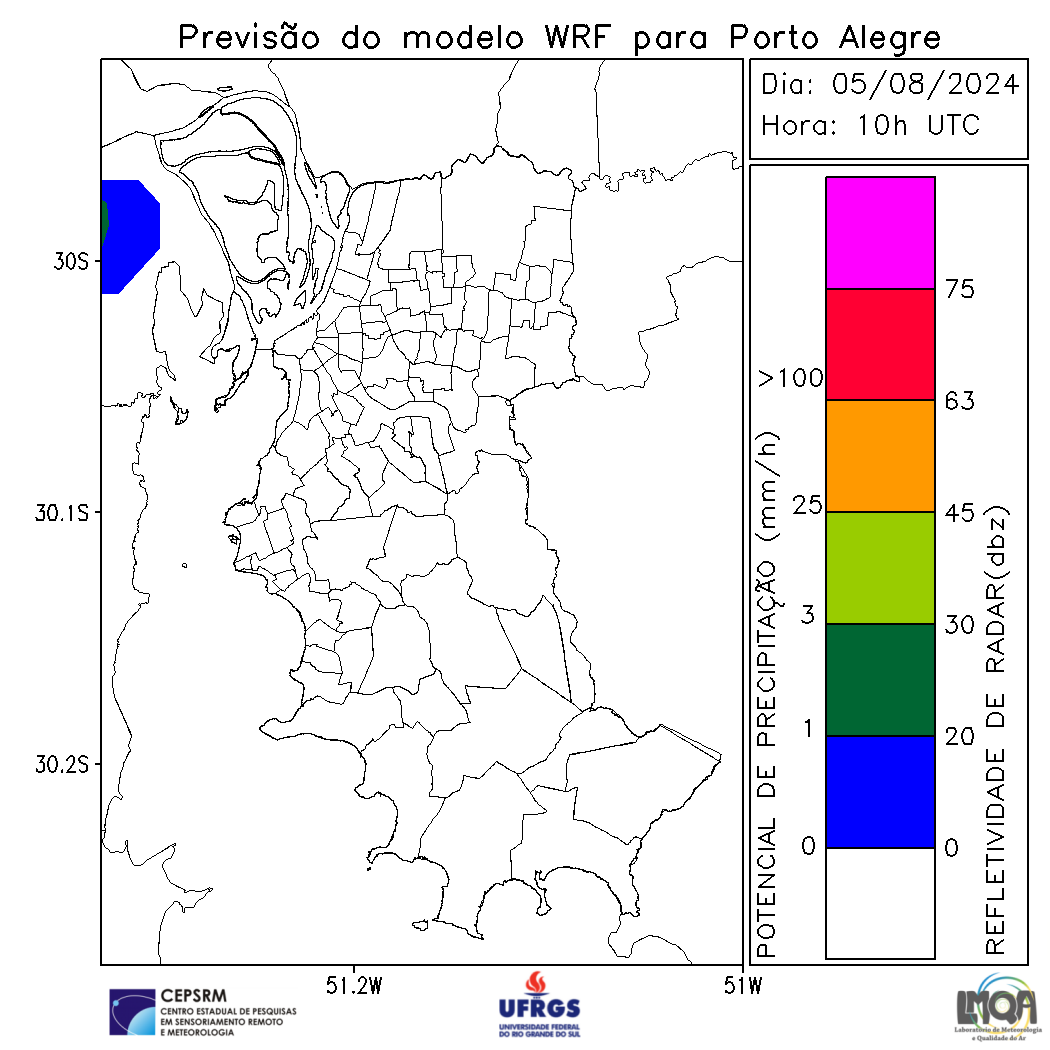 Previsão do modelo WRF para Porto Alegre
Dia: 05/08/2024
Hora: 10h UTC
30S
30.1S
30.2S
51.2W
51W
POTENCIAL DE PRECIPITAÇÃO (mm/h)
>100
25
3
1
0
75
63
45
30
20
0
REFLETIVIDADE DE RADAR(dbz)
CEPSRM
CENTRO ESTADUAL DE PESQUISAS
EM SENSORIAMENTO REMOTO
E METEOROLOGIA
UFRGS
UNIVERSIDADE FEDERAL
DO RIO GRANDE DO SUL
LMQA
Laboratório de Meteorologia
e Qualidade do Ar